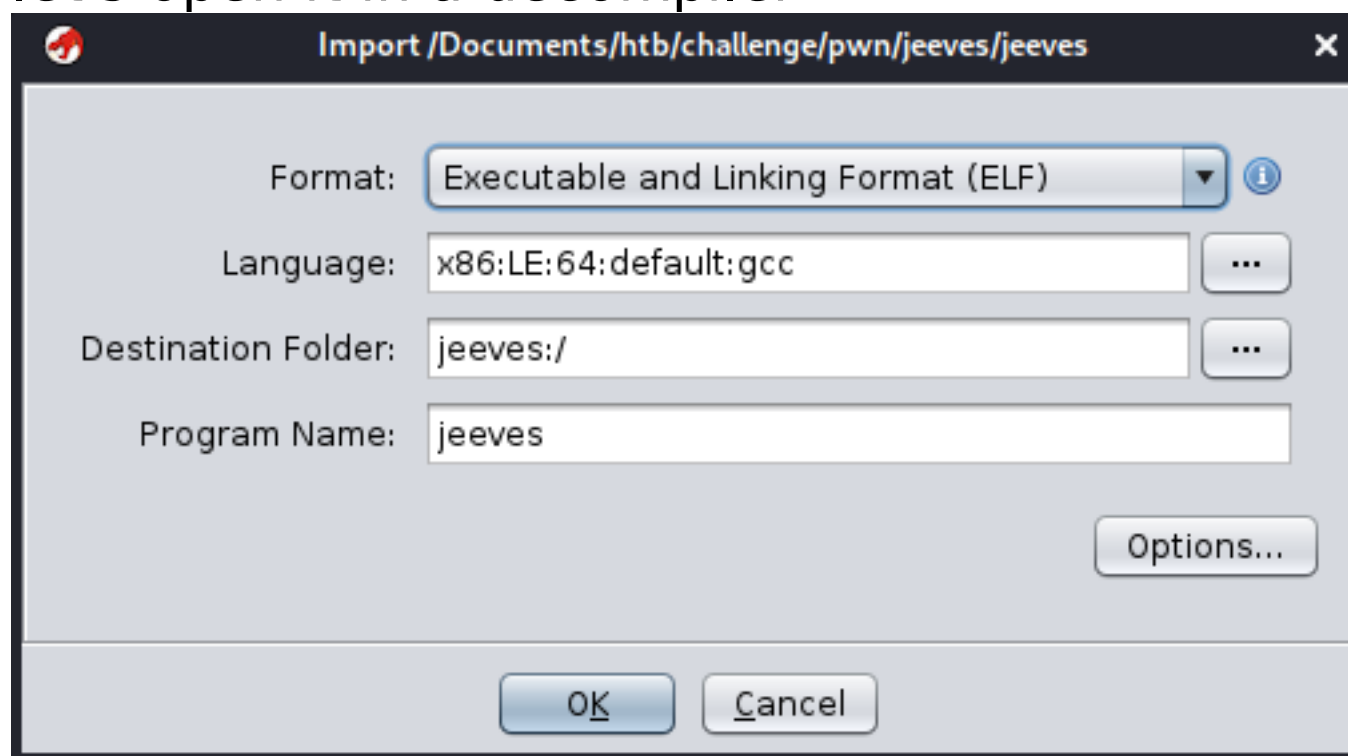 Import /Documents/htb/challenge/pwn/jeeves/jeeves ×
Format: Executable and Linking Format (ELF)
Language: x86:LE:64:default:gcc ...
Destination Folder: jeeves:/ ...
Program Name: jeeves
Options...
OK Cancel